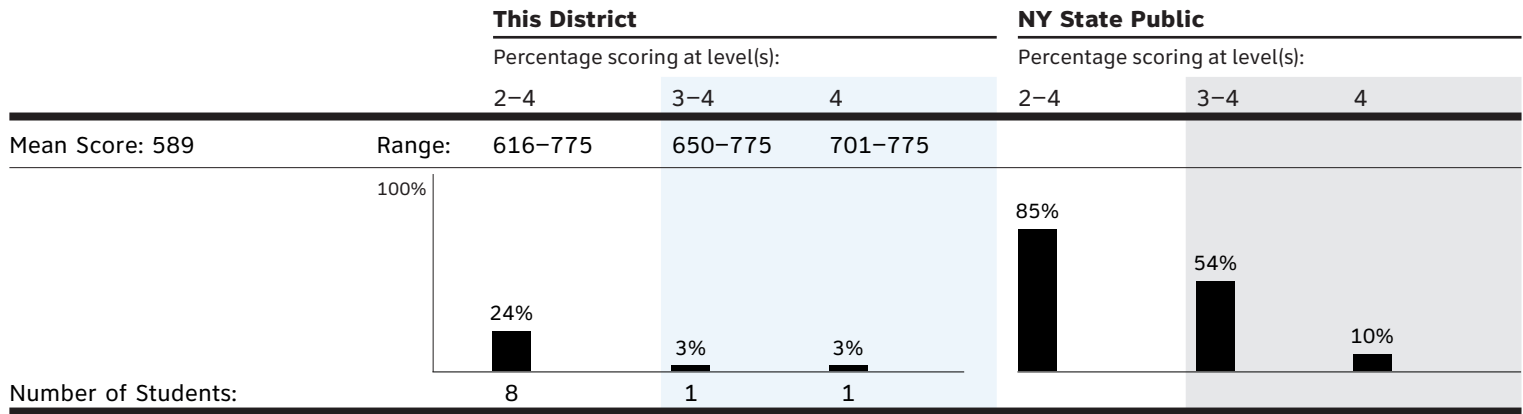 This District NY State Public
Percentage scoring at level(s): Percentage scoring at level(s):
2–4 3–4 4 2–4 3–4 4
Mean Score: 589 Range: 616–775 650–775 701–775
100%
85%
54%
24%
10%
3% 3%
Number of Students: 8 1 1